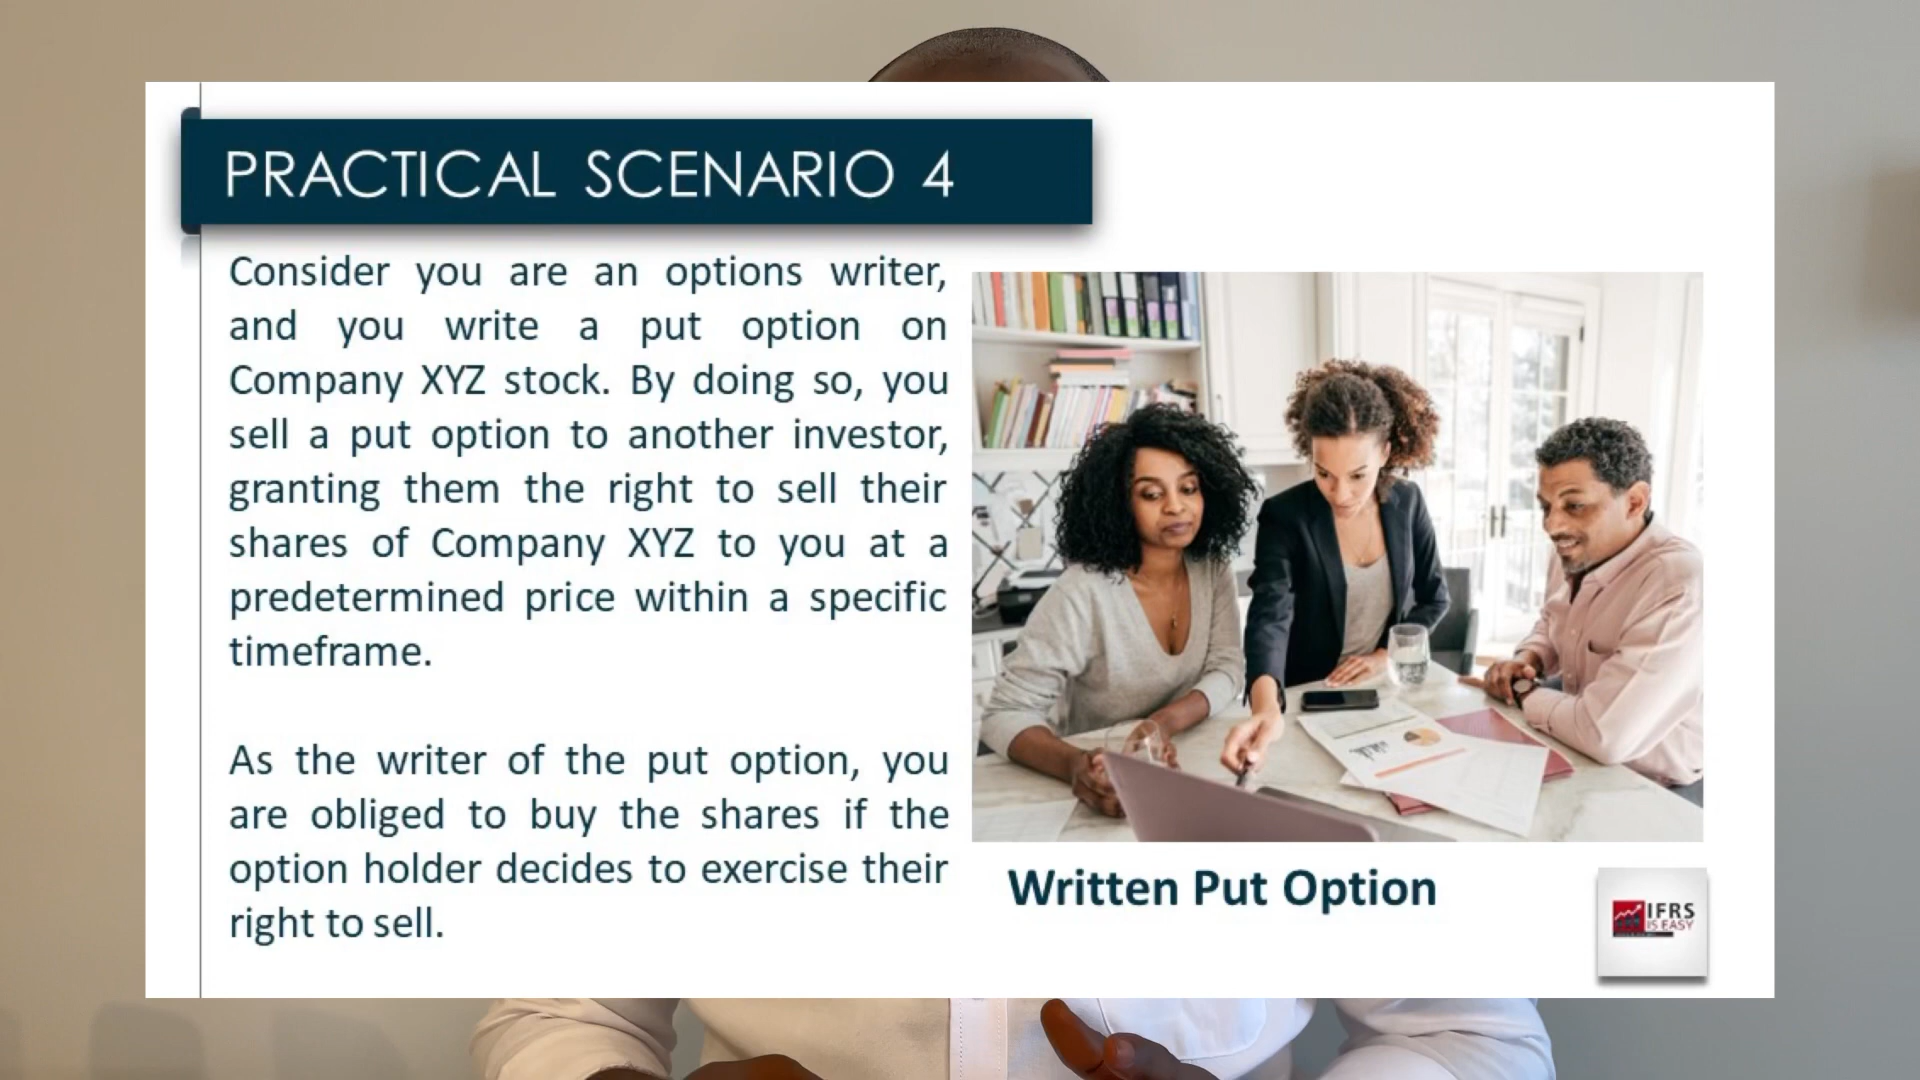 PRACTICAL SCENARIO 4
Consider you are an options writer,
and you write a put option on
Company XYZ stock. By doing so, you
sell a put option to another investor,
granting them the right to sell their
shares of Company XYZ to you at a
predetermined price within a specific
timeframe.
As the writer of the put option, you
are obliged to buy the shares if the
option holder decides to exercise their
right to sell.
Written Put Option
IFRS
IS EASY